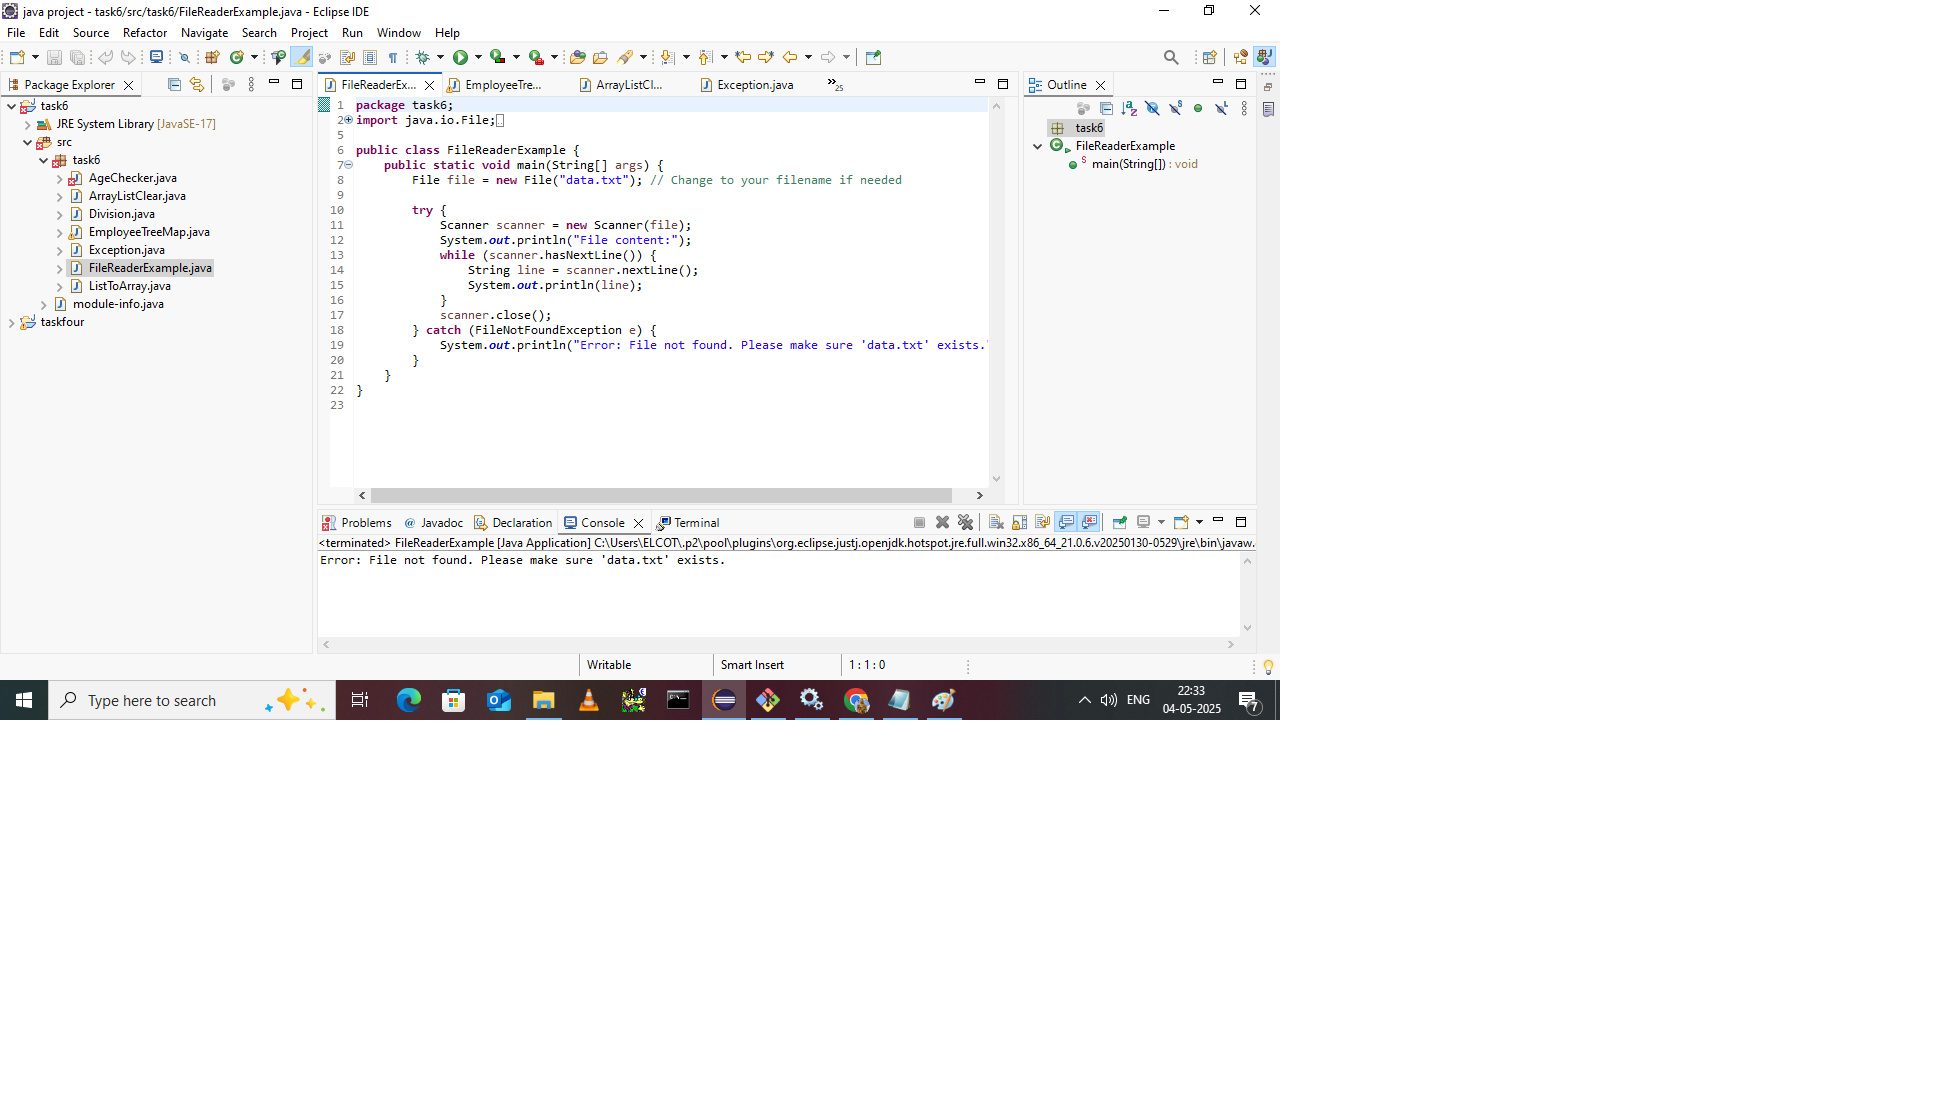 java project - task6/src/task6/FileReaderExample.java - Eclipse IDE
File Edit Source Refactor Navigate Search Project Run Window Help
Package Explorer
task6
JRE System Library [JavaSE-17]
src
task6
AgeChecker.java
ArrayListClear.java
Division.java
EmployeeTreeMap.java
Exception.java
FileReaderExample.java
ListToArray.java
module-info.java
taskfour
FileReaderEx... EmployeeTre... ArrayListCl... Exception.java »25
1 package task6;
2 import java.io.File;
5
6 public class FileReaderExample {
7 public static void main(String[] args) {
8 File file = new File("data.txt"); // Change to your filename if needed
9
10 try {
11 Scanner scanner = new Scanner(file);
12 System.out.println("File content:");
13 while (scanner.hasNextLine()) {
14 String line = scanner.nextLine();
15 System.out.println(line);
16 }
17 scanner.close();
18 } catch (FileNotFoundException e) {
19 System.out.println("Error: File not found. Please make sure 'data.txt' exists.
20 }
21 }
22 }
23
Outline
task6
FileReaderExample
main(String[]) : void
Problems @ Javadoc Declaration Console Terminal
<terminated> FileReaderExample [Java Application] C:\Users\ELCOT\.p2\pool\plugins\org.eclipse.justj.openjdk.hotspot.jre.full.win32.x86_64_21.0.6.v20250130-0529\jre\bin\javaw.
Error: File not found. Please make sure 'data.txt' exists.
Writable Smart Insert 1 : 1 : 0
Type here to search
ENG
22:33
04-05-2025
7